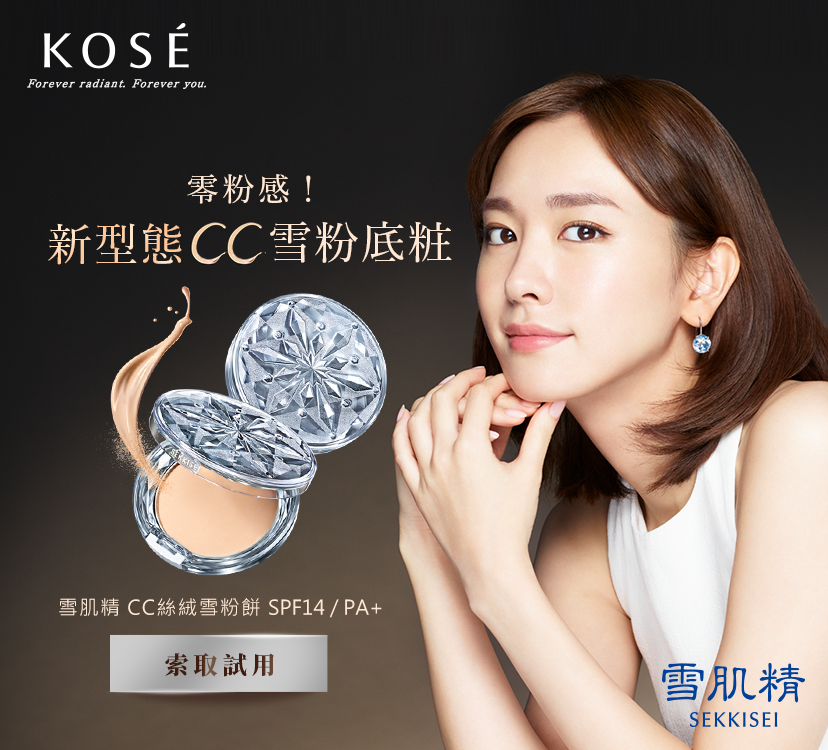 KOSÉ
Forever radiant. Forever you.
零粉感！
新型態CC雪粉底粧
雪肌精 CC絲絨雪粉餅 SPF14 / PA+
索取試用
雪肌精
SEKKISEI